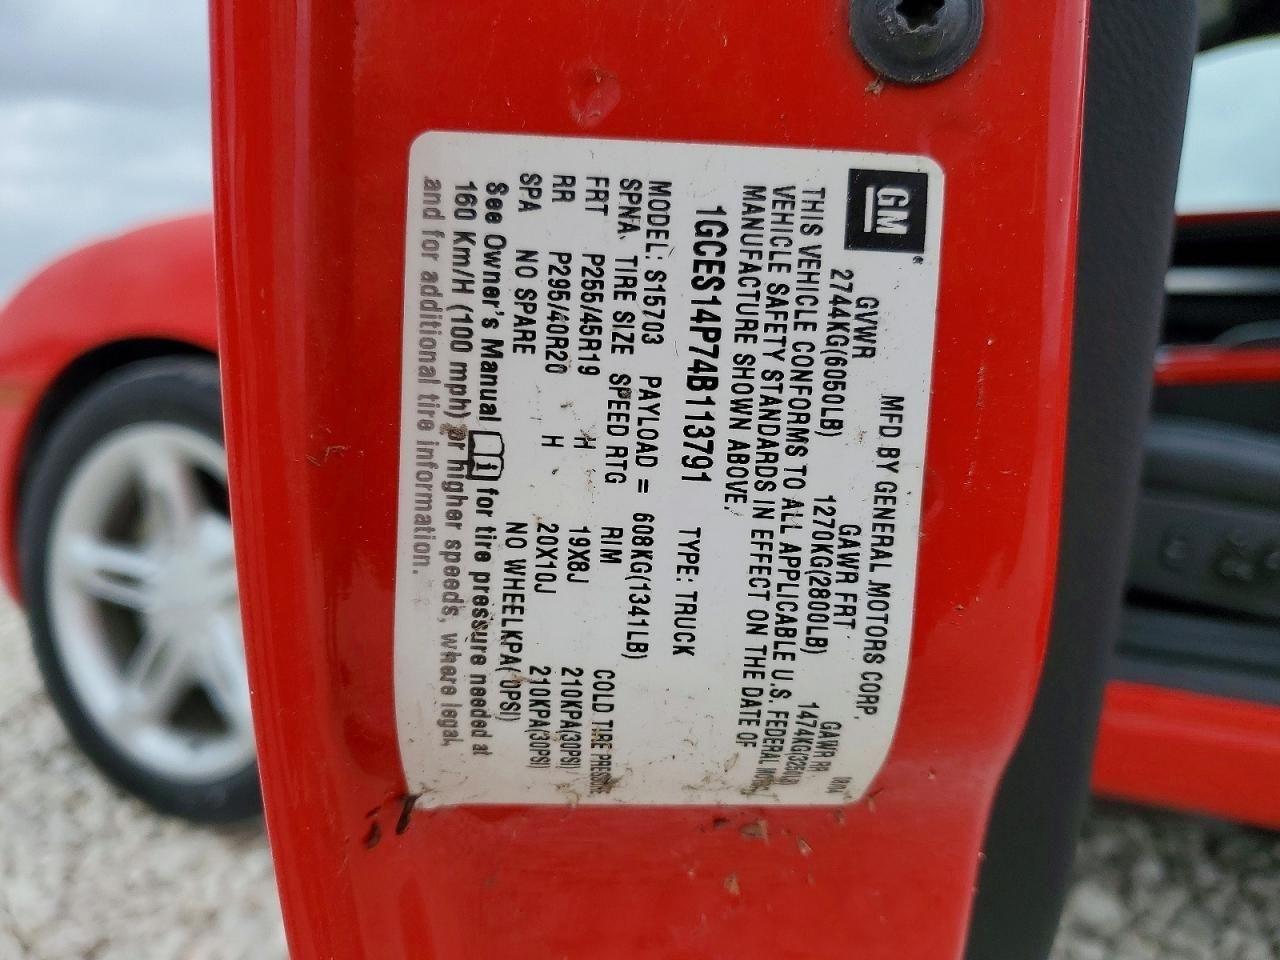 GM
MFD BY GENERAL MOTORS CORP.
GVWR GAWR FRT GAWR RR
2744KG(6050LB) 1270KG(2800LB) 1474KG(3250LB)
THIS VEHICLE CONFORMS TO ALL APPLICABLE U.S. FEDERAL
VEHICLE SAFETY STANDARDS IN EFFECT ON THE DATE OF
MANUFACTURE SHOWN ABOVE.
1GCES14P74B113791 TYPE: TRUCK
MODEL: S15703 PAYLOAD = 608KG(1341LB)
SPNA TIRE SIZE SPEED RTG RIM COLD TIRE PRESSURE
FRT P255/45R19 H 19X8J 210KPA(30PSI)
RR P295/40R20 H 20X10J 210KPA(30PSI)
SPA NO SPARE NO WHEELKPA( 0PSI)
See Owner's Manual i for tire pressure needed at
160 Km/H (100 mph) or higher speeds, where legal,
and for additional tire information.